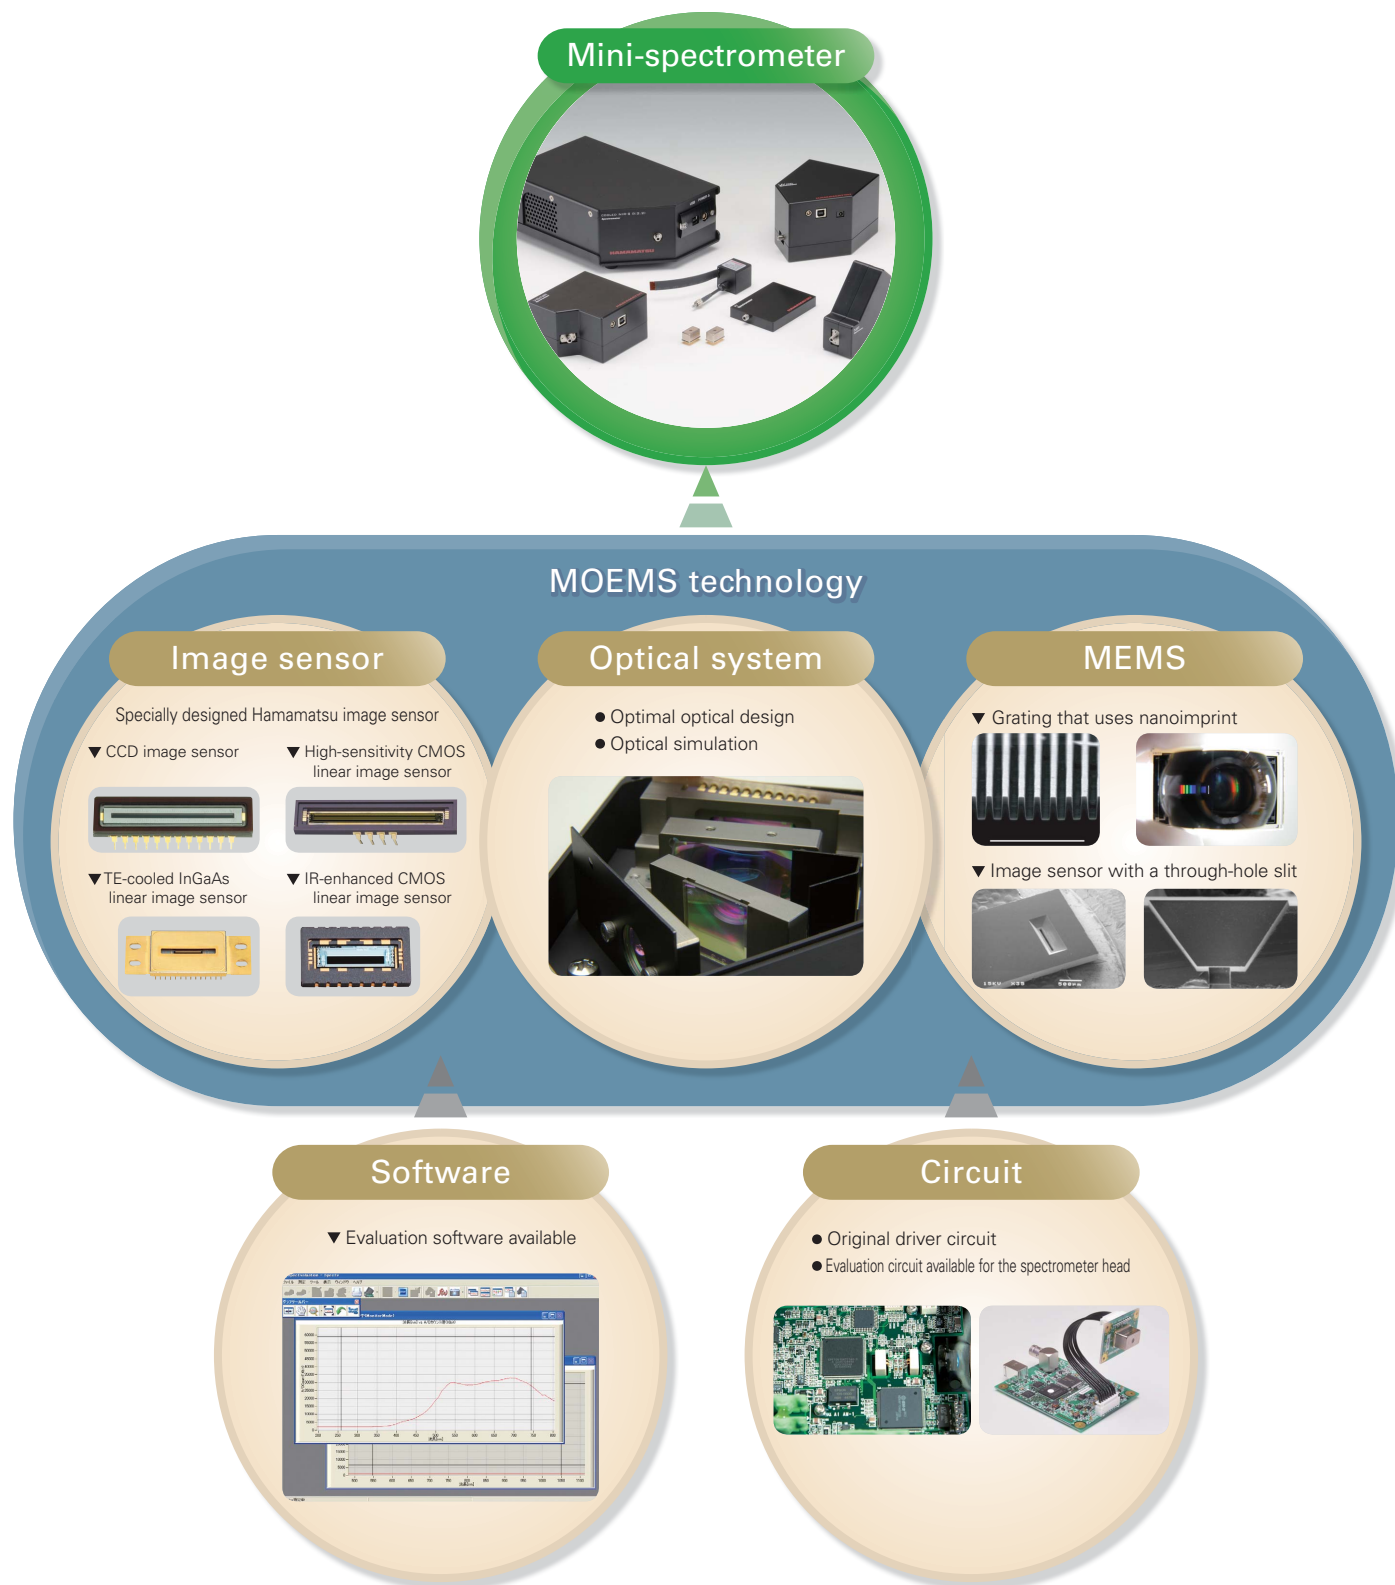 Mini-spectrometer
HAMAMATSU
MOEMS technology
Image sensor
Specially designed Hamamatsu image sensor
▼ CCD image sensor
▼ High-sensitivity CMOS
linear image sensor
▼ TE-cooled InGaAs
linear image sensor
▼ IR-enhanced CMOS
linear image sensor
Optical system
● Optimal optical design
● Optical simulation
MEMS
▼ Grating that uses nanoimprint
▼ Image sensor with a through-hole slit
Software
▼ Evaluation software available
Circuit
● Original driver circuit
● Evaluation circuit available for the spectrometer head